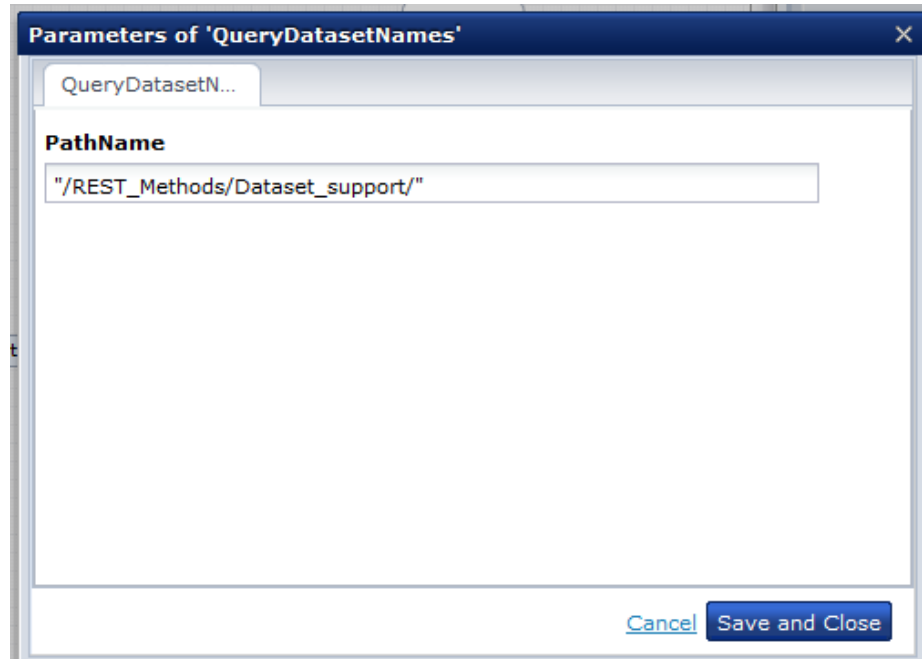 Parameters of 'QueryDatasetNames'
QueryDatasetN...
PathName
"/REST_Methods/Dataset_support/"
t
Cancel Save and Close